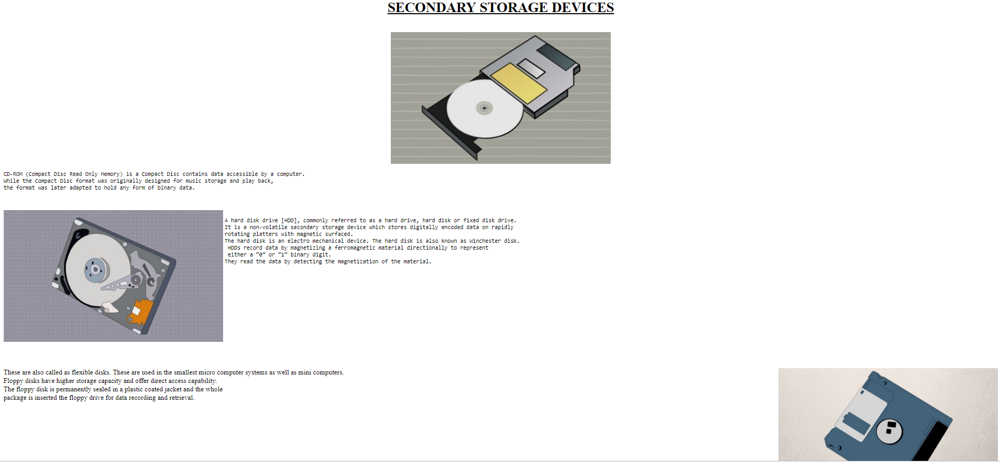 SECONDARY STORAGE DEVICES
CD-ROM (Compact Disc Read Only Memory) is a Compact Disc contains data accessible by a computer.
While the Compact Disc format was originally designed for music storage and play back,
the format was later adapted to hold any form of binary data.
A hard disk drive [HDD], commonly referred to as a hard drive, hard disk or fixed disk drive.
It is a non-volatile secondary storage device which stores digitally encoded data on rapidly
rotating platters with magnetic surfaced.
The hard disk is an electro mechanical device. The hard disk is also known as Winchester disk.
HDDs record data by magnetizing a ferromagnetic material directionally to represent
either a “0” or “1” binary digit.
They read the data by detecting the magnetization of the material.
These are also called as flexible disks. These are used in the smallest micro computer systems as well as mini computers.
Floppy disks have higher storage capacity and offer direct access capability.
The floppy disk is permanently sealed in a plastic coated jacket and the whole
package is inserted the floppy drive for data recording and retrieval.